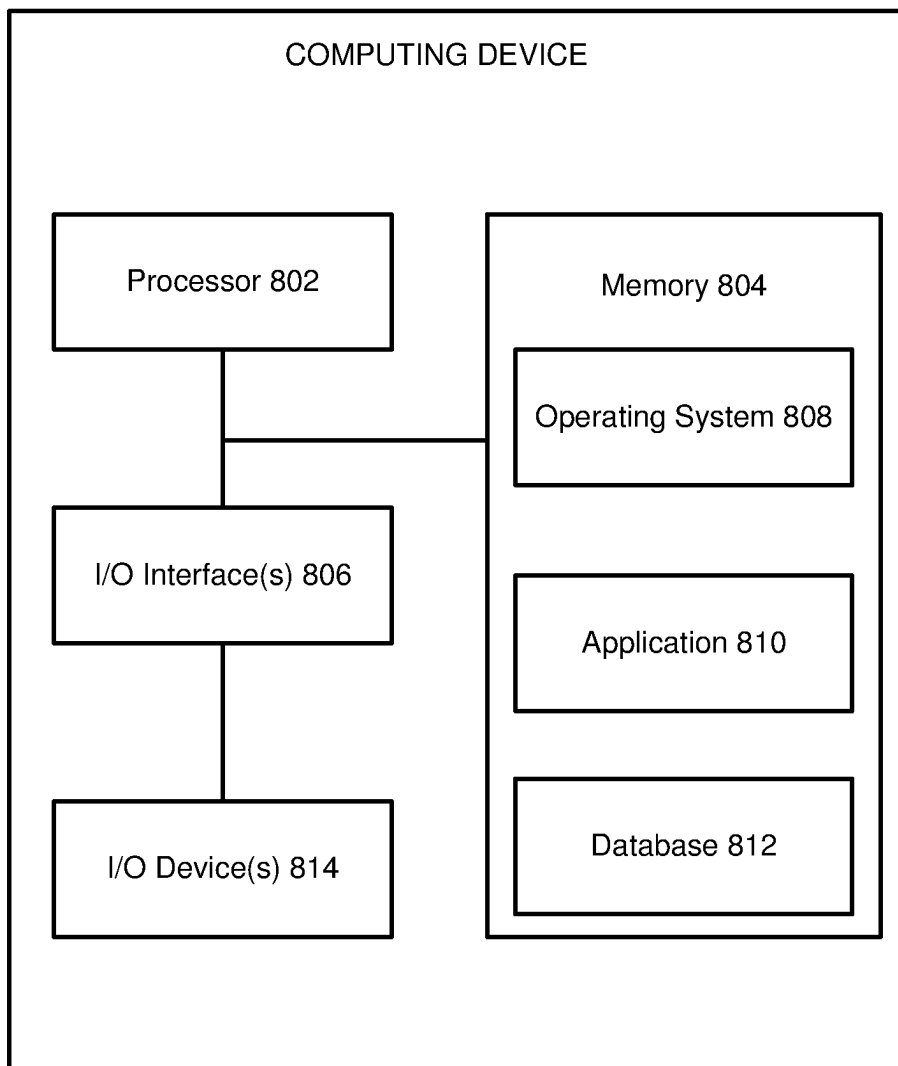 COMPUTING DEVICE
Processor 802
Memory 804
Operating System 808
I/O Interface(s) 806
Application 810
Database 812
I/O Device(s) 814